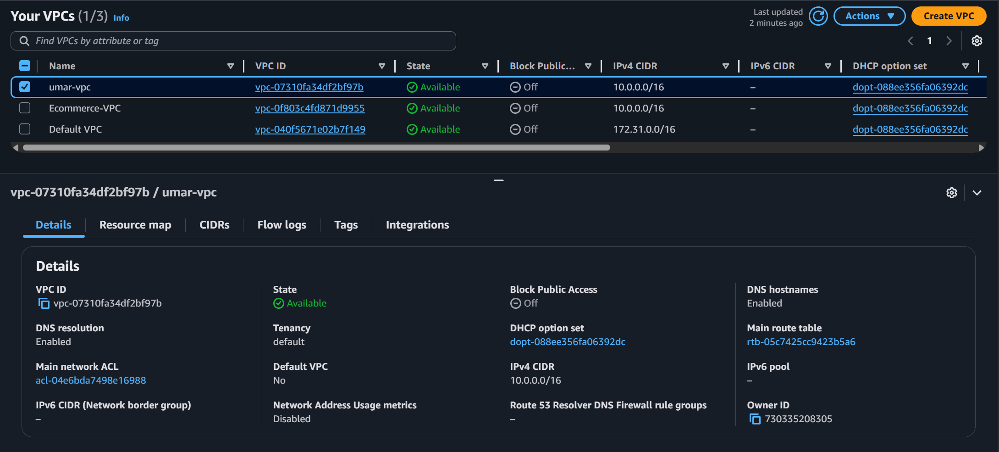 Your VPCs (1/3) Info
Last updated
2 minutes ago
Actions
Create VPC
Find VPCs by attribute or tag
1
Name VPC ID State Block Public... IPv4 CIDR IPv6 CIDR DHCP option set
umar-vpc vpc-07310fa34df2bf97b Available Off 10.0.0.0/16 – dopt-088ee356fa06392dc
Ecommerce-VPC vpc-0f803c4fd871d9955 Available Off 10.0.0.0/16 – dopt-088ee356fa06392dc
Default VPC vpc-040f5671e02b7f149 Available Off 172.31.0.0/16 – dopt-088ee356fa06392dc
vpc-07310fa34df2bf97b / umar-vpc
Details Resource map CIDRs Flow logs Tags Integrations
Details
VPC ID State Block Public Access DNS hostnames
vpc-07310fa34df2bf97b Available Off Enabled
DNS resolution Tenancy DHCP option set Main route table
Enabled default dopt-088ee356fa06392dc rtb-05c7425cc9423b5a6
Main network ACL Default VPC IPv4 CIDR IPv6 pool
acl-04e6bda7498e16988 No 10.0.0.0/16 –
IPv6 CIDR (Network border group) Network Address Usage metrics Route 53 Resolver DNS Firewall rule groups Owner ID
– Disabled – 730335208305